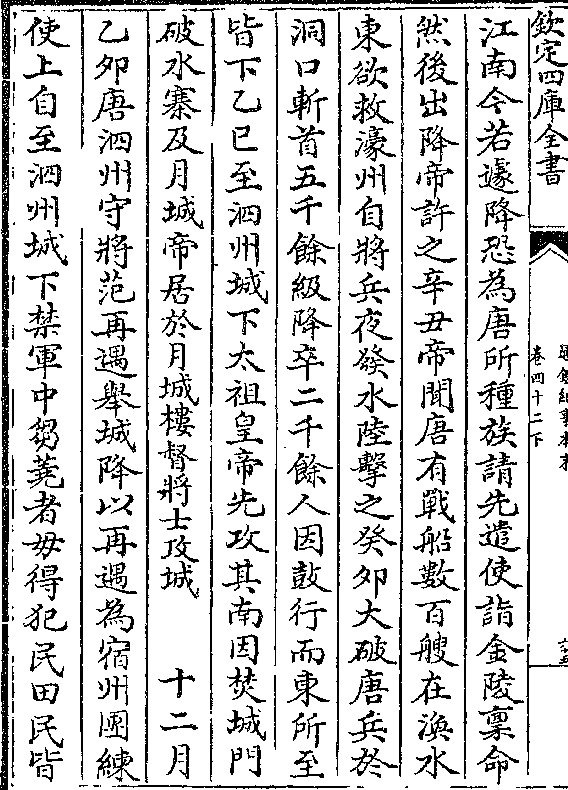 欽定四庫全書
通鑑紀事本末
卷四十二下
江南今若遽降恐為唐所種族請先遣使詣金陵禀命
然後出降帝許之辛丑帝聞唐有戰船數百艘在渙水
東欲救濠州自將兵夜發水陸擊之癸卯大破唐兵於
洞口斬首五千餘級降卒二千餘人因鼓行而東所至
皆下乙巳至泗州城下太祖皇帝先攻其南因焚城門
破水寨及月城帝居於月城樓督將士攻城　十二月
乙卯唐泗州守將范再遇舉城降以再遇為宿州團練
使上自至泗州城下禁軍中芻蕘者毋得犯民田民皆